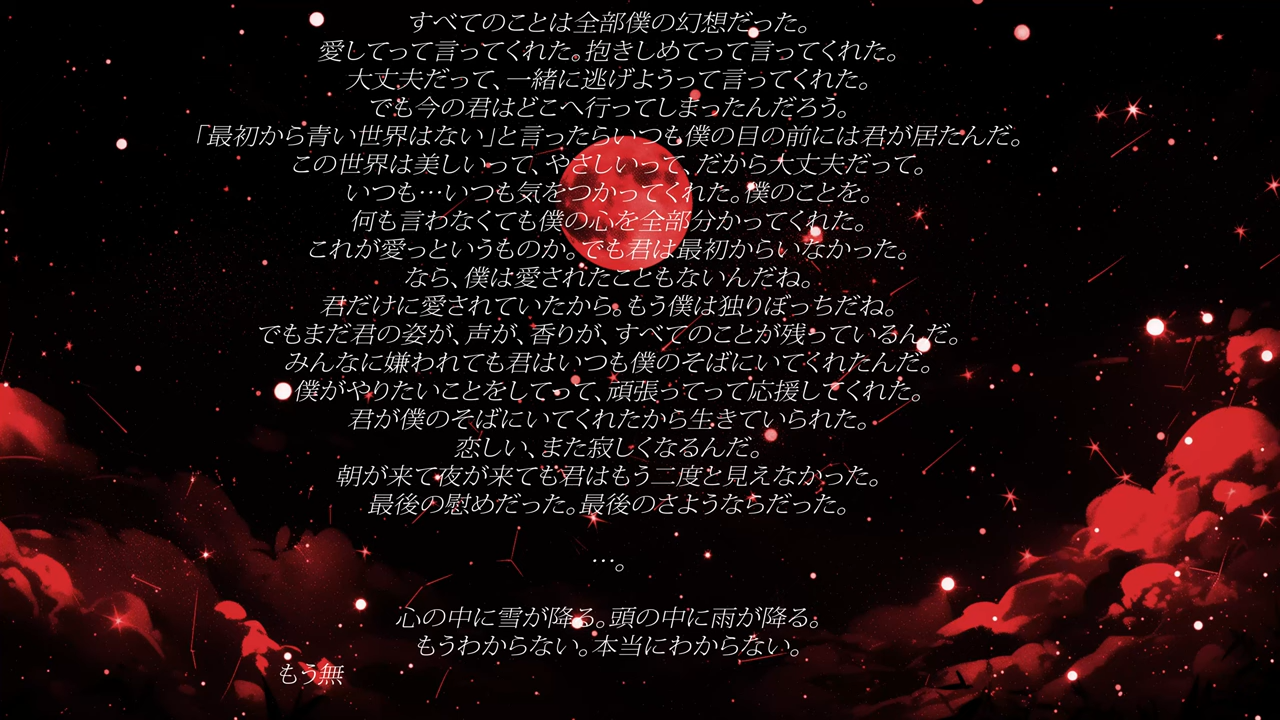 すべてのことは全部僕の幻想だった。
愛してって言ってくれた。抱きしめてって言ってくれた。
大丈夫だって、一緒に逃げようって言ってくれた。
でも今の君はどこへ行ってしまったんだろう。
「最初から青い世界はない」と言ったらいつも僕の目の前には君が居たんだ。
この世界は美しいって、やさしいって、だから大丈夫だって。
いつも…いつも気をつかってくれた。僕のことを。
何も言わなくても僕の心を全部分かってくれた。
これが愛っというものか。でも君は最初からいなかった。
なら、僕は愛されたこともないんだね。
君だけに愛されていたから。もう僕は独りぼっちだね。
でもまだ君の姿が、声が、香りが、すべてのことが残っているんだ。
みんなに嫌われても君はいつも僕のそばにいてくれたんだ。
僕がやりたいことをしてって、頑張ってって応援してくれた。
君が僕のそばにいてくれたから生きていられた。
恋しい、また寂しくなるんだ。
朝が来て夜が来ても君はもう二度と見えなかった。
最後の慰めだった。最後のさようならだった。
…。
心の中に雪が降る。頭の中に雨が降る。
もうわからない。本当にわからない。
もう無